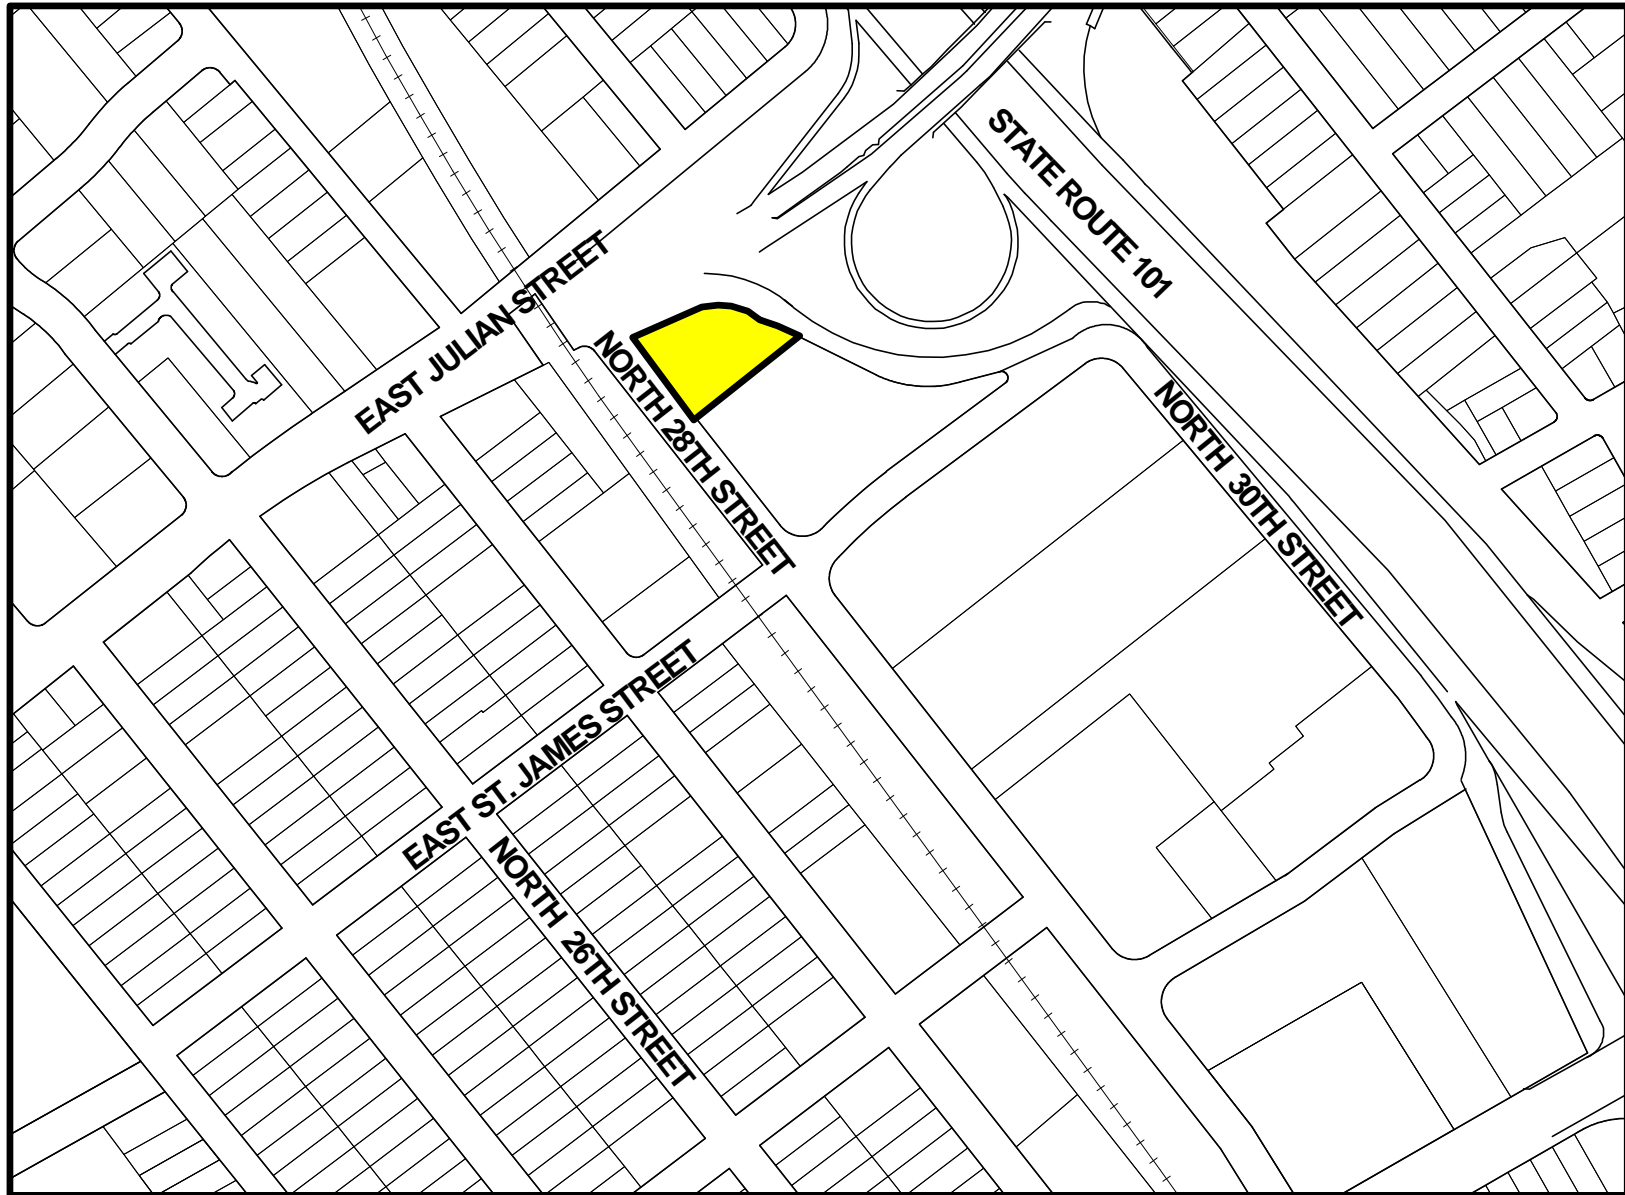 STATE ROUTE 101
EAST JULIAN STREET
NORTH 28TH STREET
NORTH 30TH STREET
EAST ST. JAMES STREET
NORTH 26TH STREET